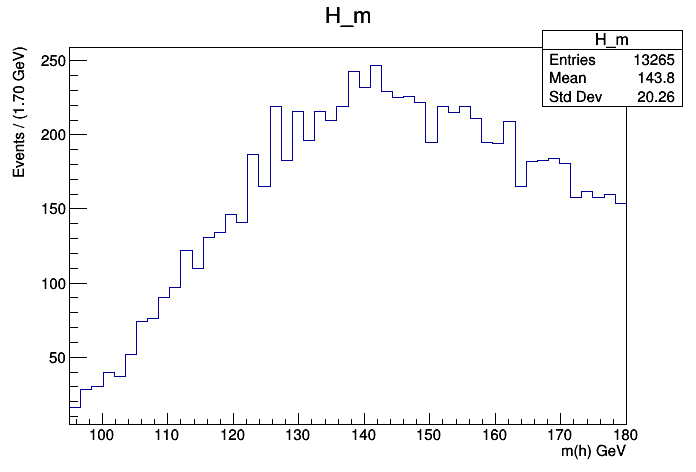 H_m
H_m
Entries 13265
Mean 143.8
Std Dev 20.26
Events / (1.70 GeV)
250
200
150
100
50
100 110 120 130 140 150 160 170 180
m(h) GeV